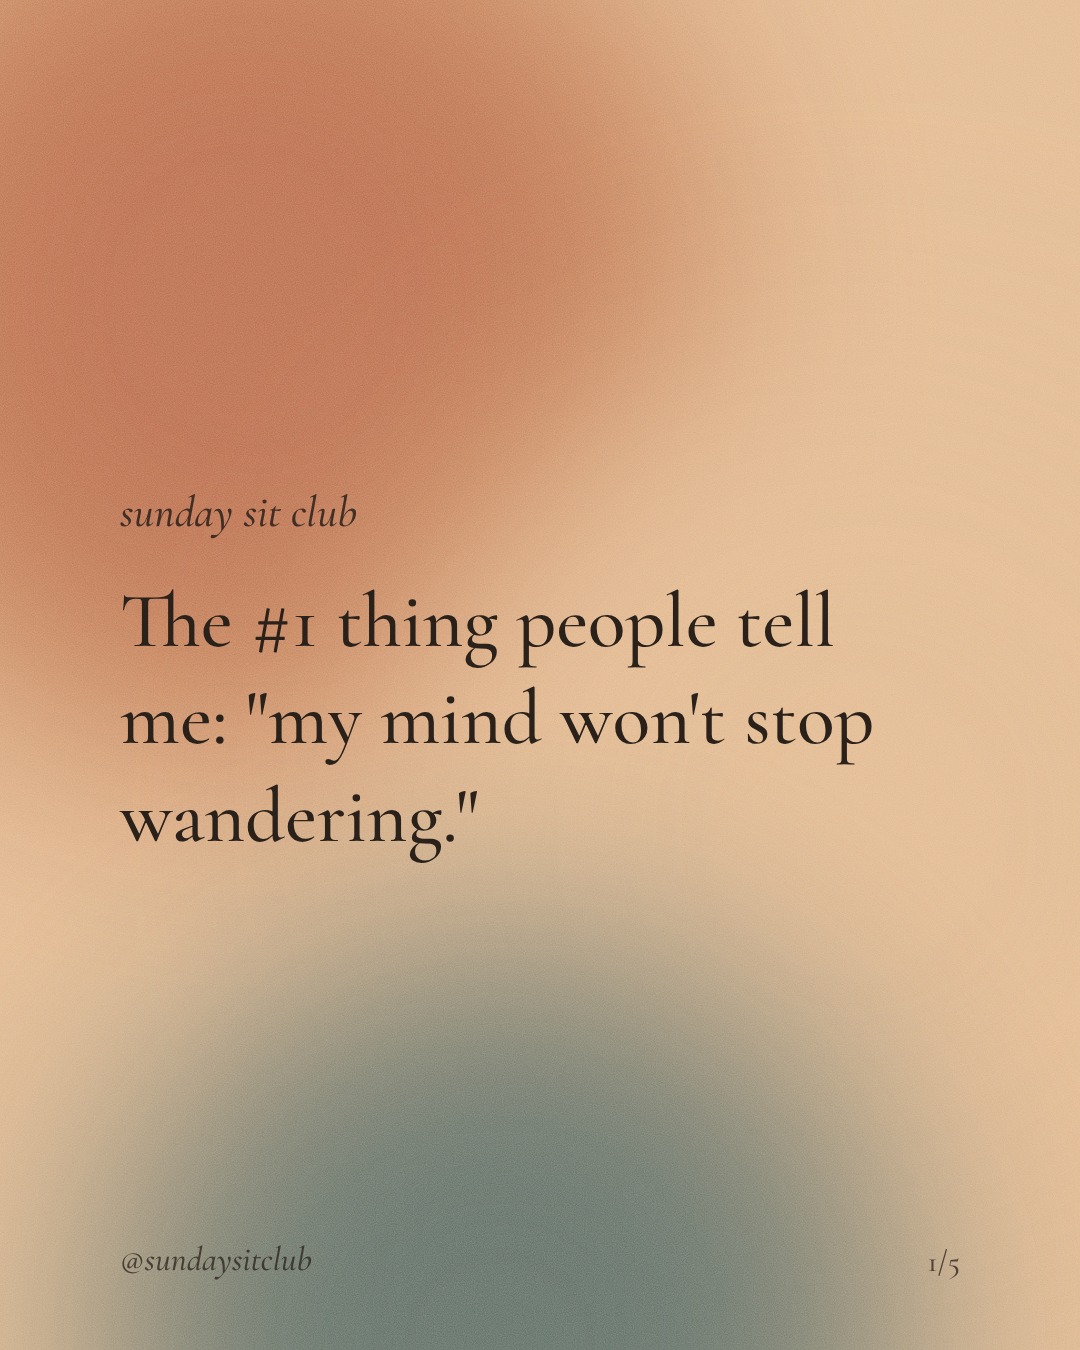 sunday sit club
The #1 thing people tell
me: "my mind won't stop
wandering."
@sundaysitclub
1/5